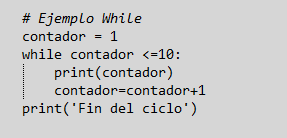 # Ejemplo While
contador = 1
while contador <=10:
    print(contador)
    contador=contador+1
print('Fin del ciclo')